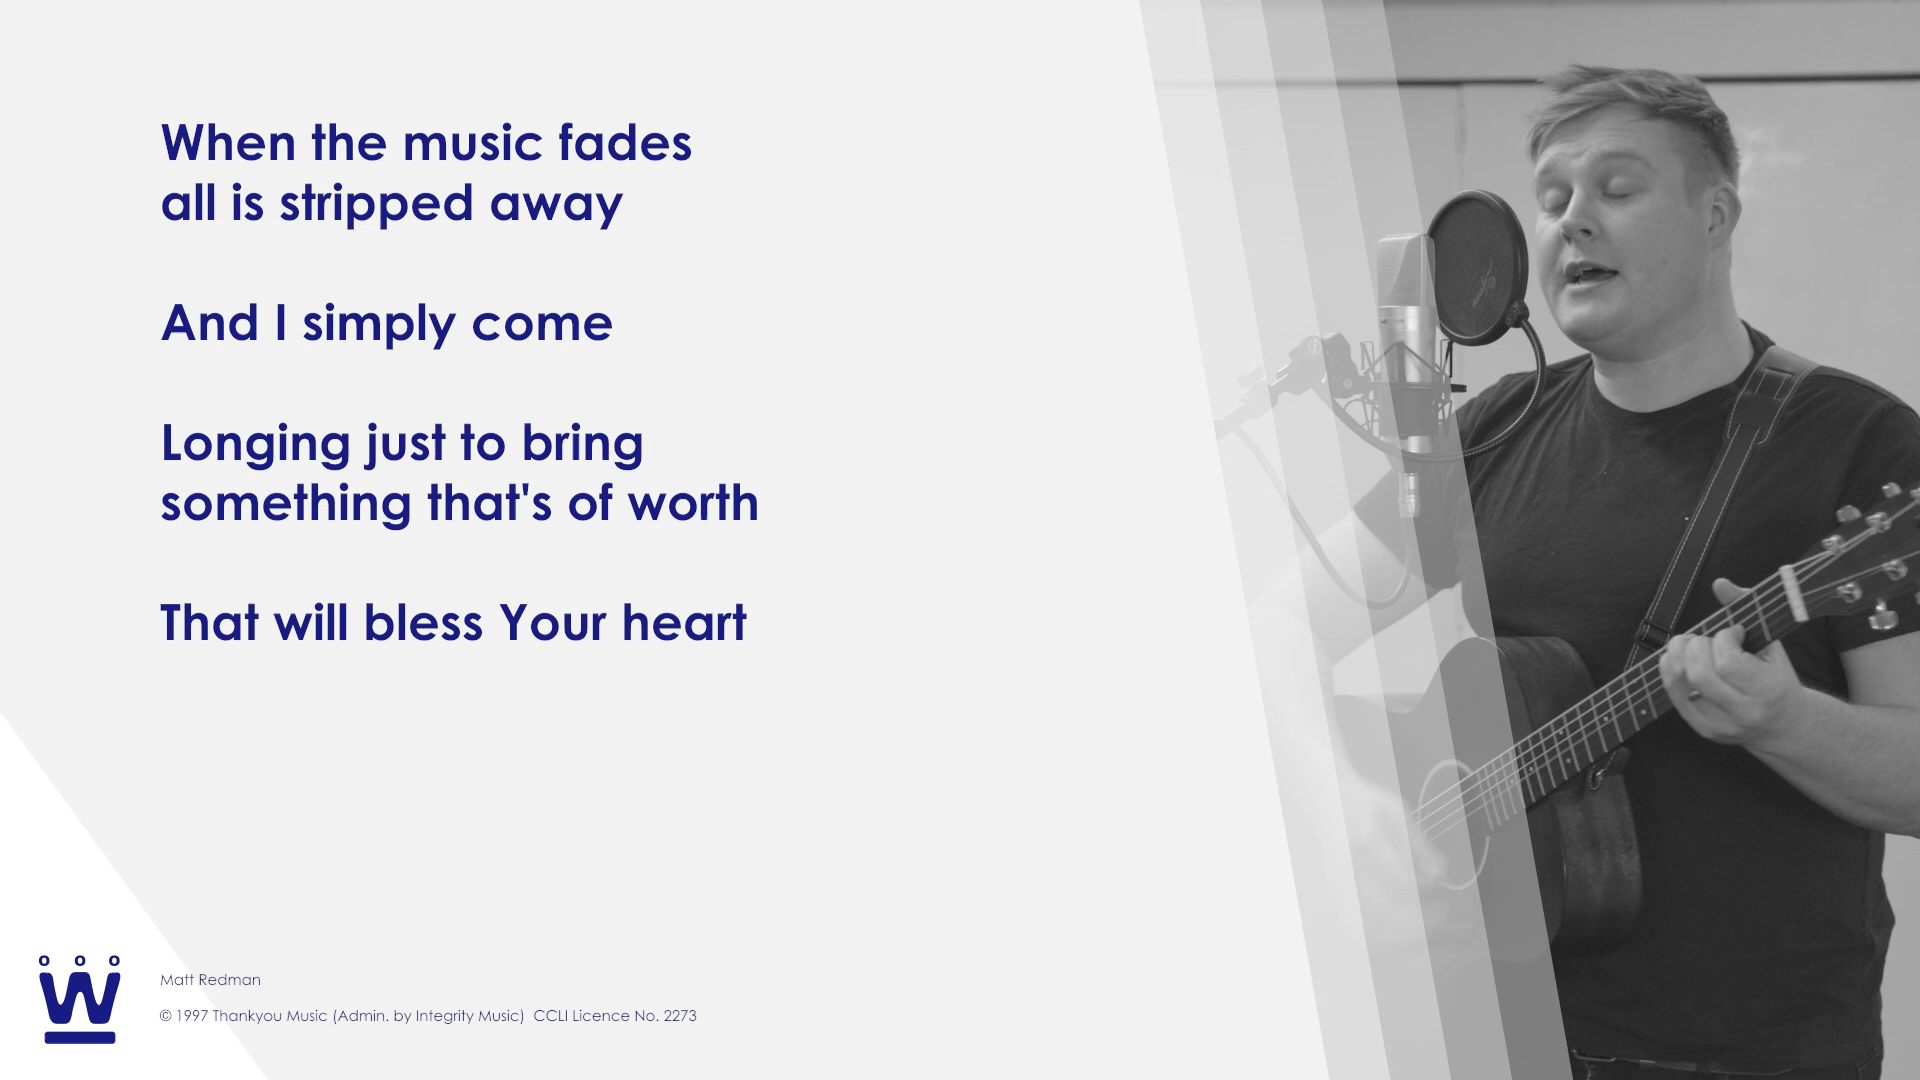 When the music fades
all is stripped away
And I simply come
Longing just to bring
something that's of worth
That will bless Your heart
W
Matt Redman
© 1997 Thankyou Music (Admin. by Integrity Music)  CCLI Licence No. 2273